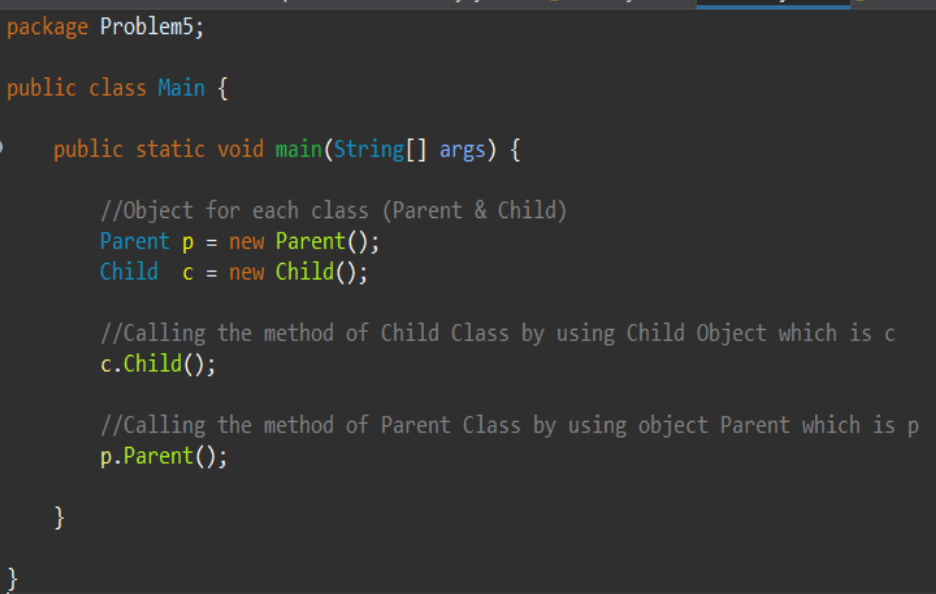 package Problem5;
public class Main {
public static void main(String[] args) {
//Object for each class (Parent & Child)
Parent p = new Parent();
Child  c = new Child();
//Calling the method of Child Class by using Child Object which is c
c.Child();
//Calling the method of Parent Class by using object Parent which is p
p.Parent();
}
}